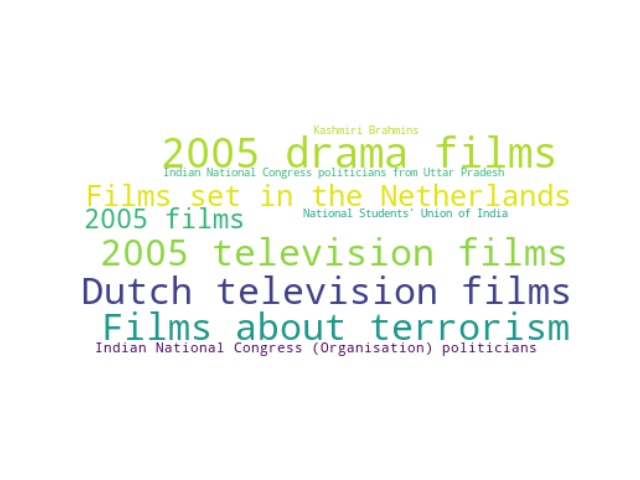 Kashmiri Brahmins
2005 drama films
Indian National Congress politicians from Uttar Pradesh
Films set in the Netherlands
2005 films
National Students' Union of India
2005 television films
Dutch television films
Films about terrorism
Indian National Congress (Organisation) politicians